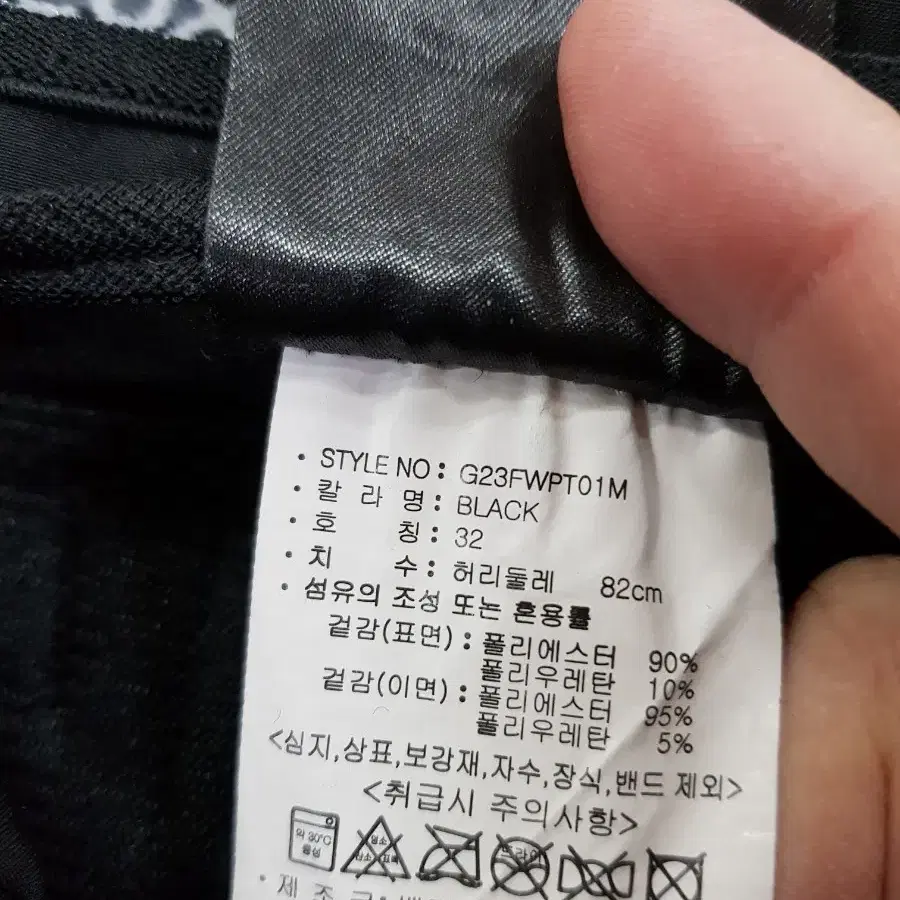 • STYLE NO : G23FWPT01M
• 칼 라 명 : BLACK
• 호 칭 : 32
• 치 수 : 허리둘레 82cm
• 섬유의 조성 또는 혼용률
겉감(표면) : 폴리에스터 90%
폴리우레탄 10%
겉감(이면) : 폴리에스터 95%
폴리우레탄 5%
<심지,상표,보강재,자수,장식,밴드 제외>
<취급시 주의사항>
약 30℃
중성
• 제 조 국 :